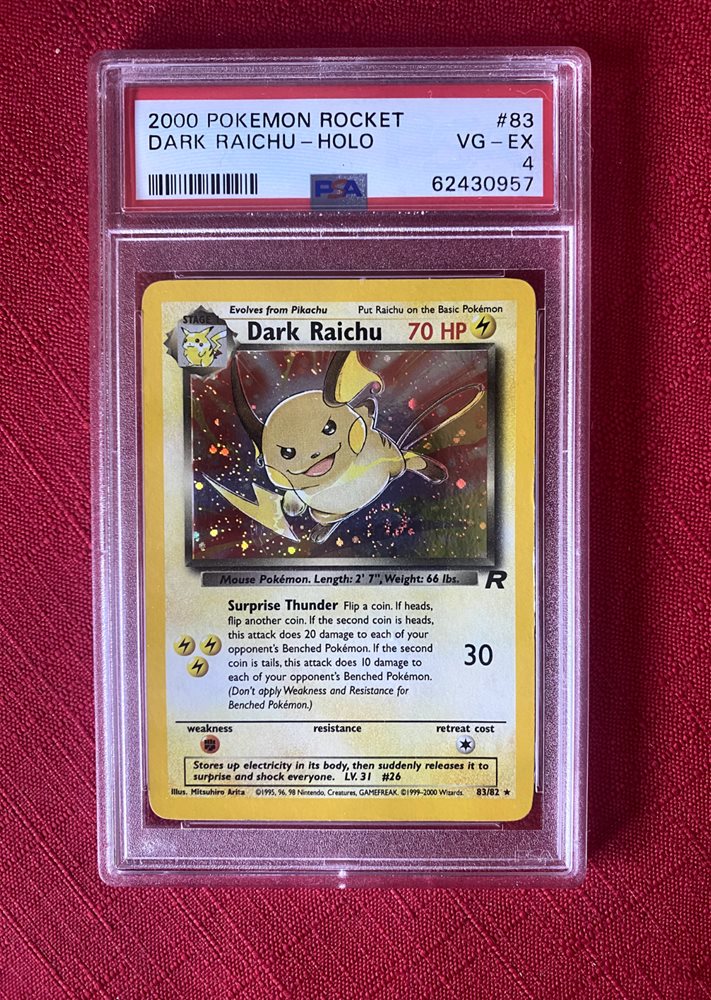 2000 POKEMON ROCKET #83
DARK RAICHU - HOLO VG - EX
4
PSA 62430957
Evolves from Pikachu Put Raichu on the Basic Pokémon
STAGE 1
Dark Raichu 70 HP
Mouse Pokémon. Length: 2' 7", Weight: 66 lbs.
R
Surprise Thunder Flip a coin. If heads,
flip another coin. If the second coin is heads,
this attack does 20 damage to each of your
opponent's Benched Pokémon. If the second
coin is tails, this attack does 10 damage to
each of your opponent's Benched Pokémon.
(Don't apply Weakness and Resistance for
Benched Pokémon.)
30
weakness resistance retreat cost
Stores up electricity in its body, then suddenly releases it to
surprise and shock everyone. LV. 31 #26
Illus. Mitsuhiro Arita ©1995, 96, 98 Nintendo, Creatures, GAMEFREAK. ©1999-2000 Wizards. 83/82 ★